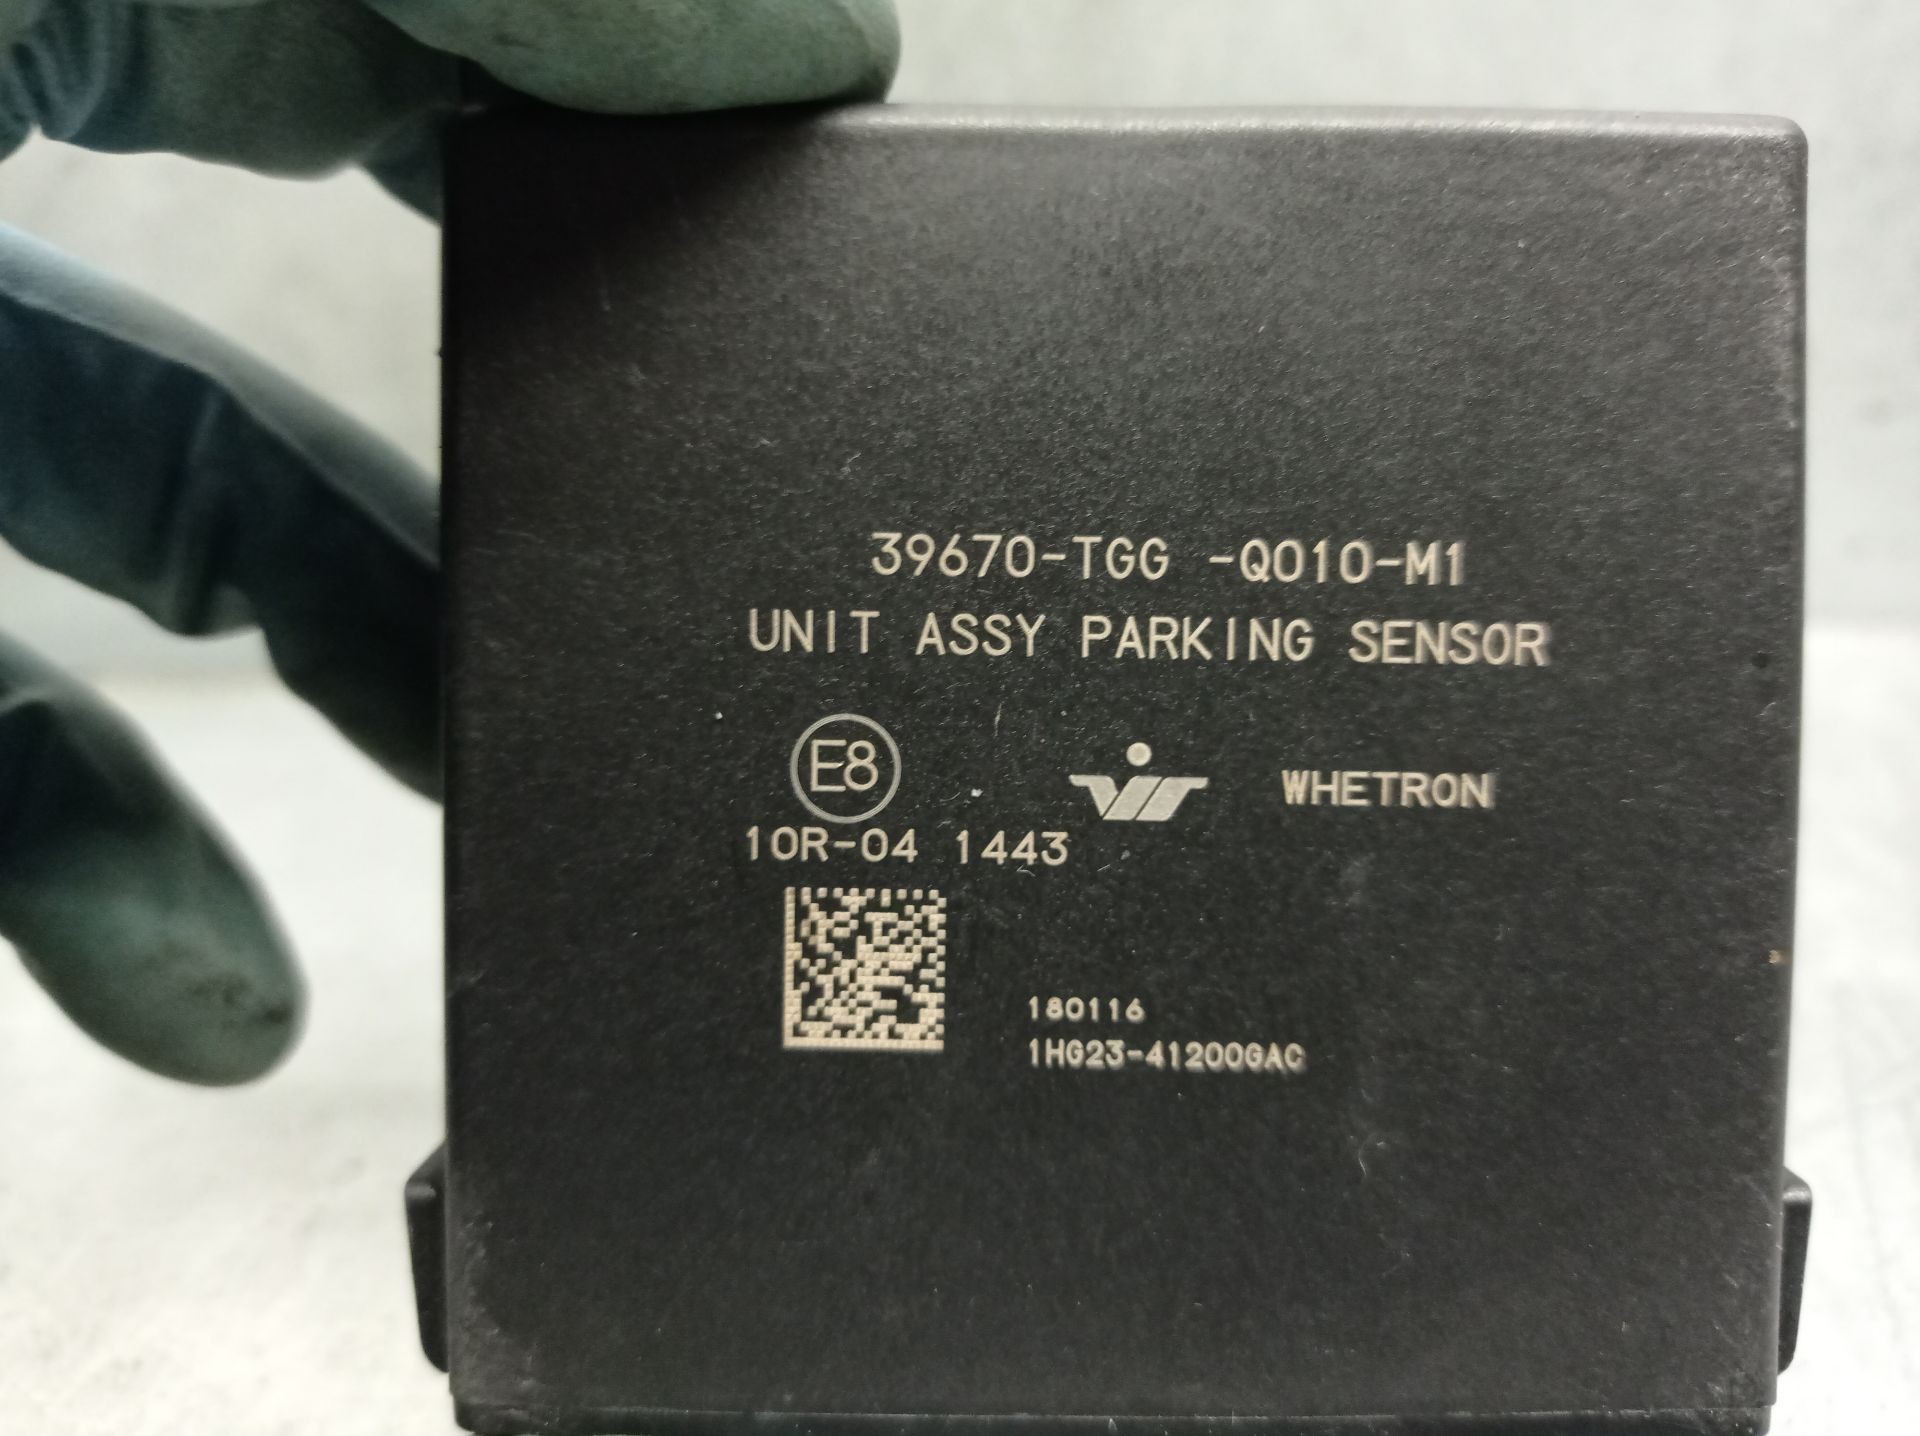 39670-TGG -Q010-M1
UNIT ASSY PARKING SENSOR
E8
WHETRON
10R-04 1443
180116
1HG23-41200GAC